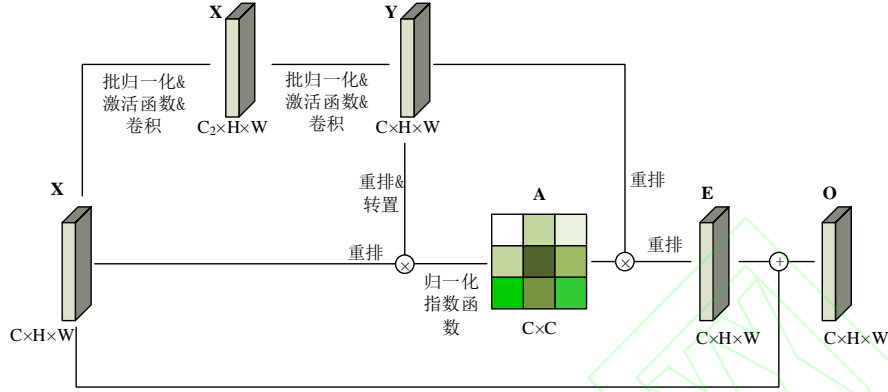 X
Y
批归一化&
激活函数&
卷积
批归一化&
激活函数&
卷积
C₂×H×W
C×H×W
X
重排&
转置
A
重排
E
O
重排
×
×
重排
+
归一化
指数函
数
C×H×W
C×C
C×H×W
C×H×W